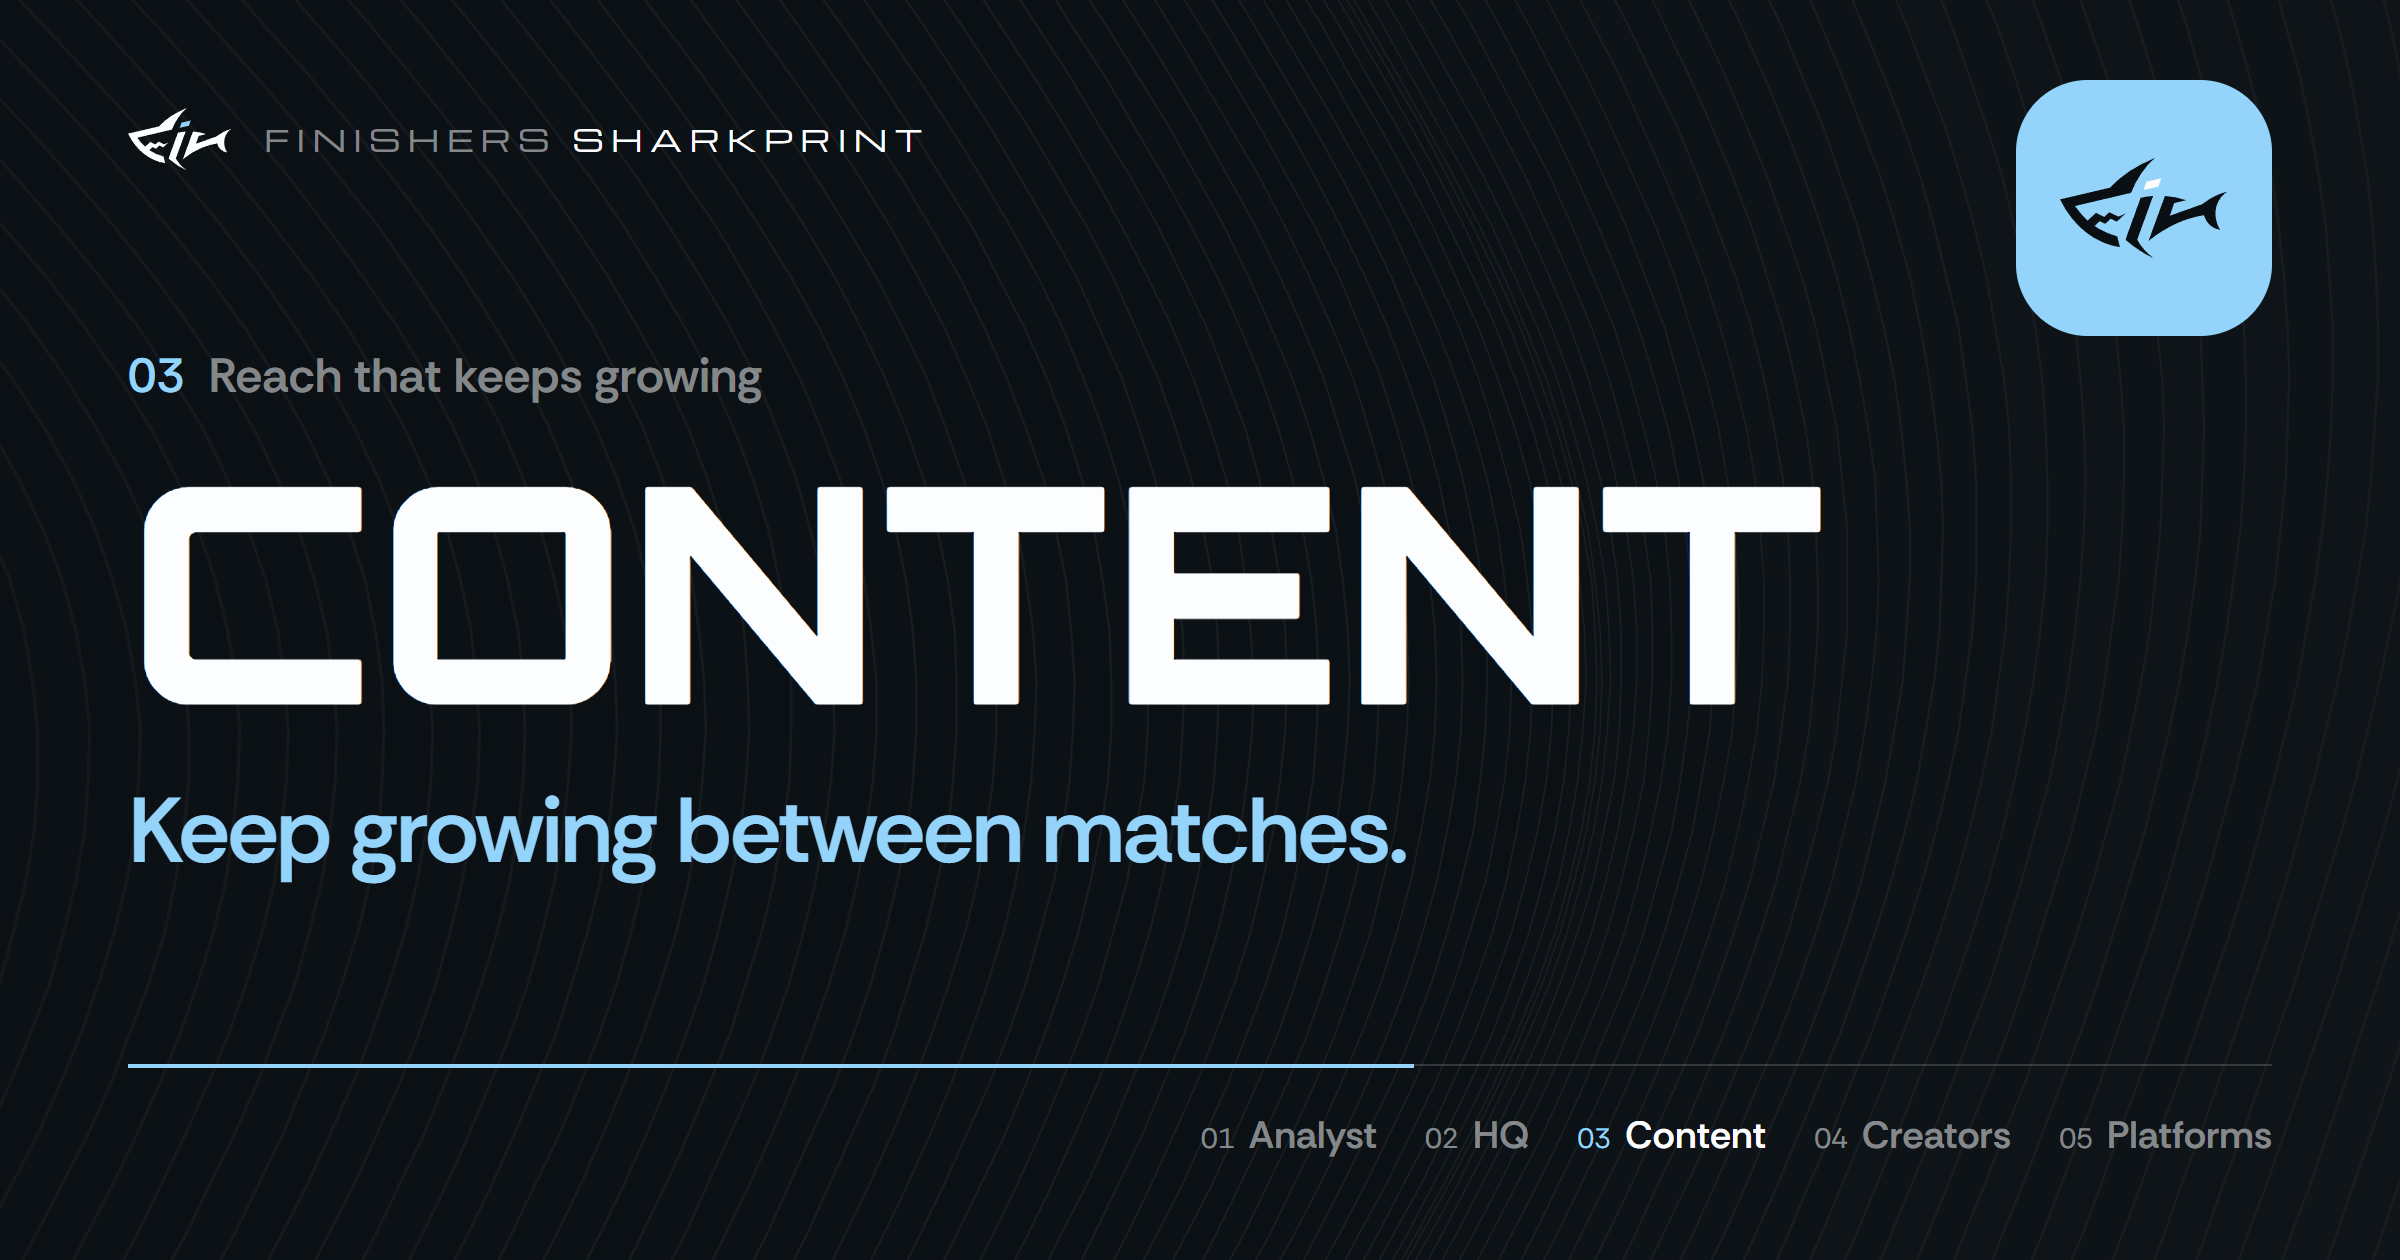 FINISHERS SHARKPRINT
03 Reach that keeps growing
CONTENT
Keep growing between matches.
01 Analyst 02 HQ 03 Content 04 Creators 05 Platforms